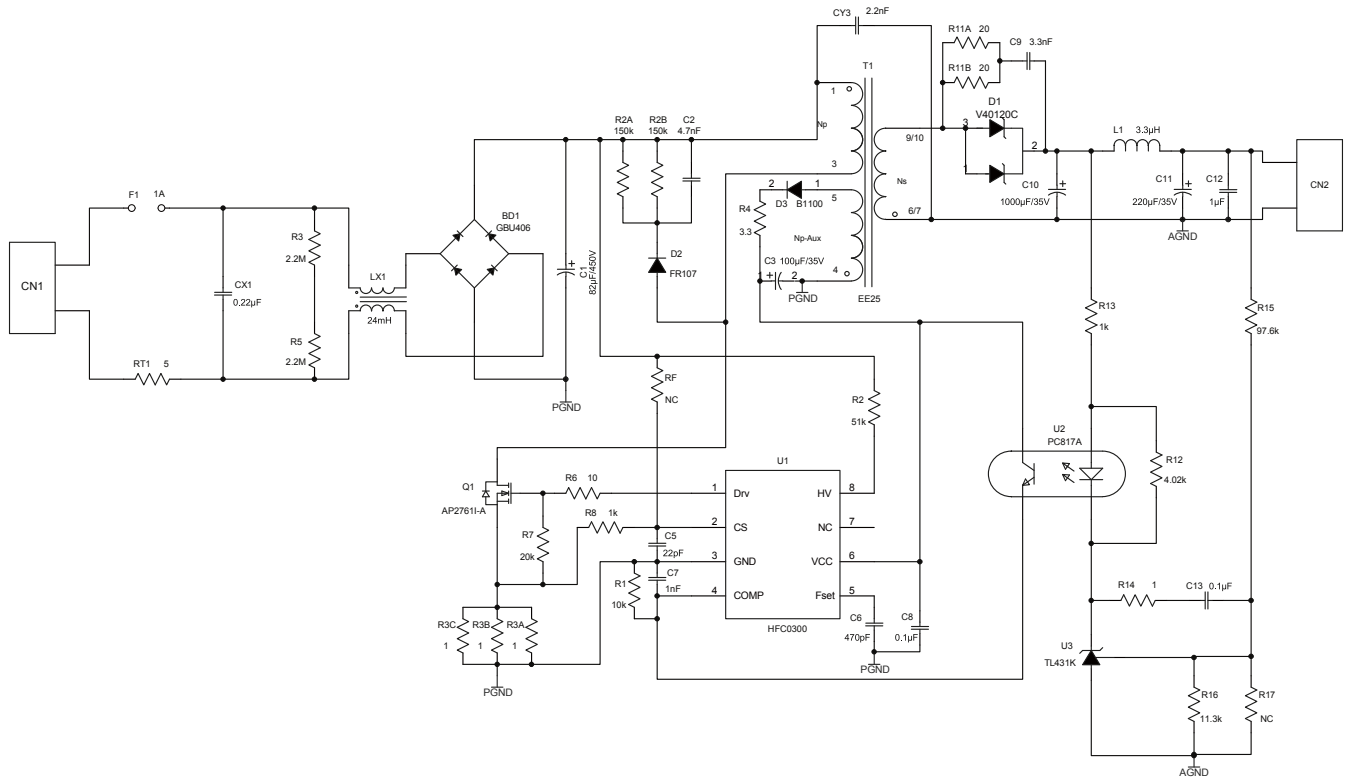 CY3 2.2nF
R11A 20
C9 3.3nF
R11B 20
T1
1
Np
3
D1
V40120C
3
2
1
9/10
Ns
6/7
L1 3.3µH
C10
1000µF/35V
C11
220µF/35V
C12
1µF
CN2
AGND
R2A
150k
R2B
150k
C2
4.7nF
2
1
D3 B1100
5
R4
3.3
Np-Aux
C3 100µF/35V
1
2
4
PGND
EE25
F1 1A
R3
2.2M
CX1
0.22µF
CN1
LX1
24mH
R5
2.2M
RT1 5
BD1
GBU406
C1
82µF/450V
PGND
D2
FR107
RF
NC
R2
51k
R13
1k
R15
97.6k
U2
PC817A
R12
4.02k
U1
Q1
AP2761I-A
R6 10
1
Drv
HV
8
R8 1k
2
CS
NC
7
R7
20k
C5
22pF
3
GND
VCC
6
R1
10k
C7
1nF
4
COMP
Fset
5
HFC0300
C6
470pF
C8
0.1µF
PGND
R3C
1
R3B
1
R3A
1
PGND
R14 1
C13 0.1µF
U3
TL431K
R16
11.3k
R17
NC
AGND